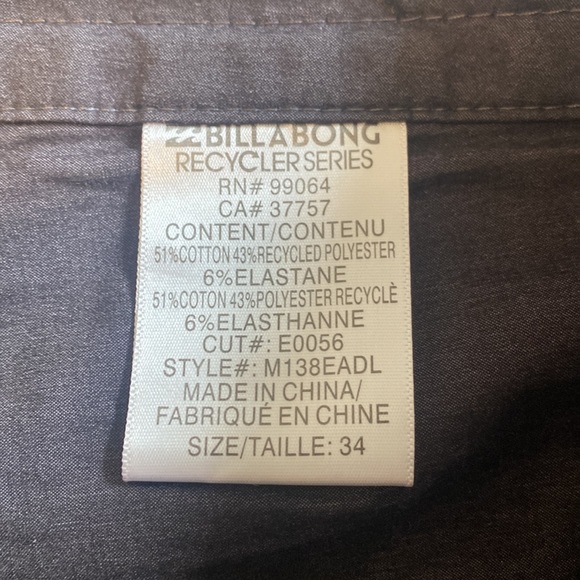 BILLABONG
RECYCLER SERIES
RN# 99064
CA# 37757
CONTENT/CONTENU
51%COTTON 43%RECYCLED POLYESTER
6%ELASTANE
51%COTON 43%POLYESTER RECYCLÈ
6%ELASTHANNE
CUT#: E0056
STYLE#: M138EADL
MADE IN CHINA/
FABRIQUÉ EN CHINE
SIZE/TAILLE: 34